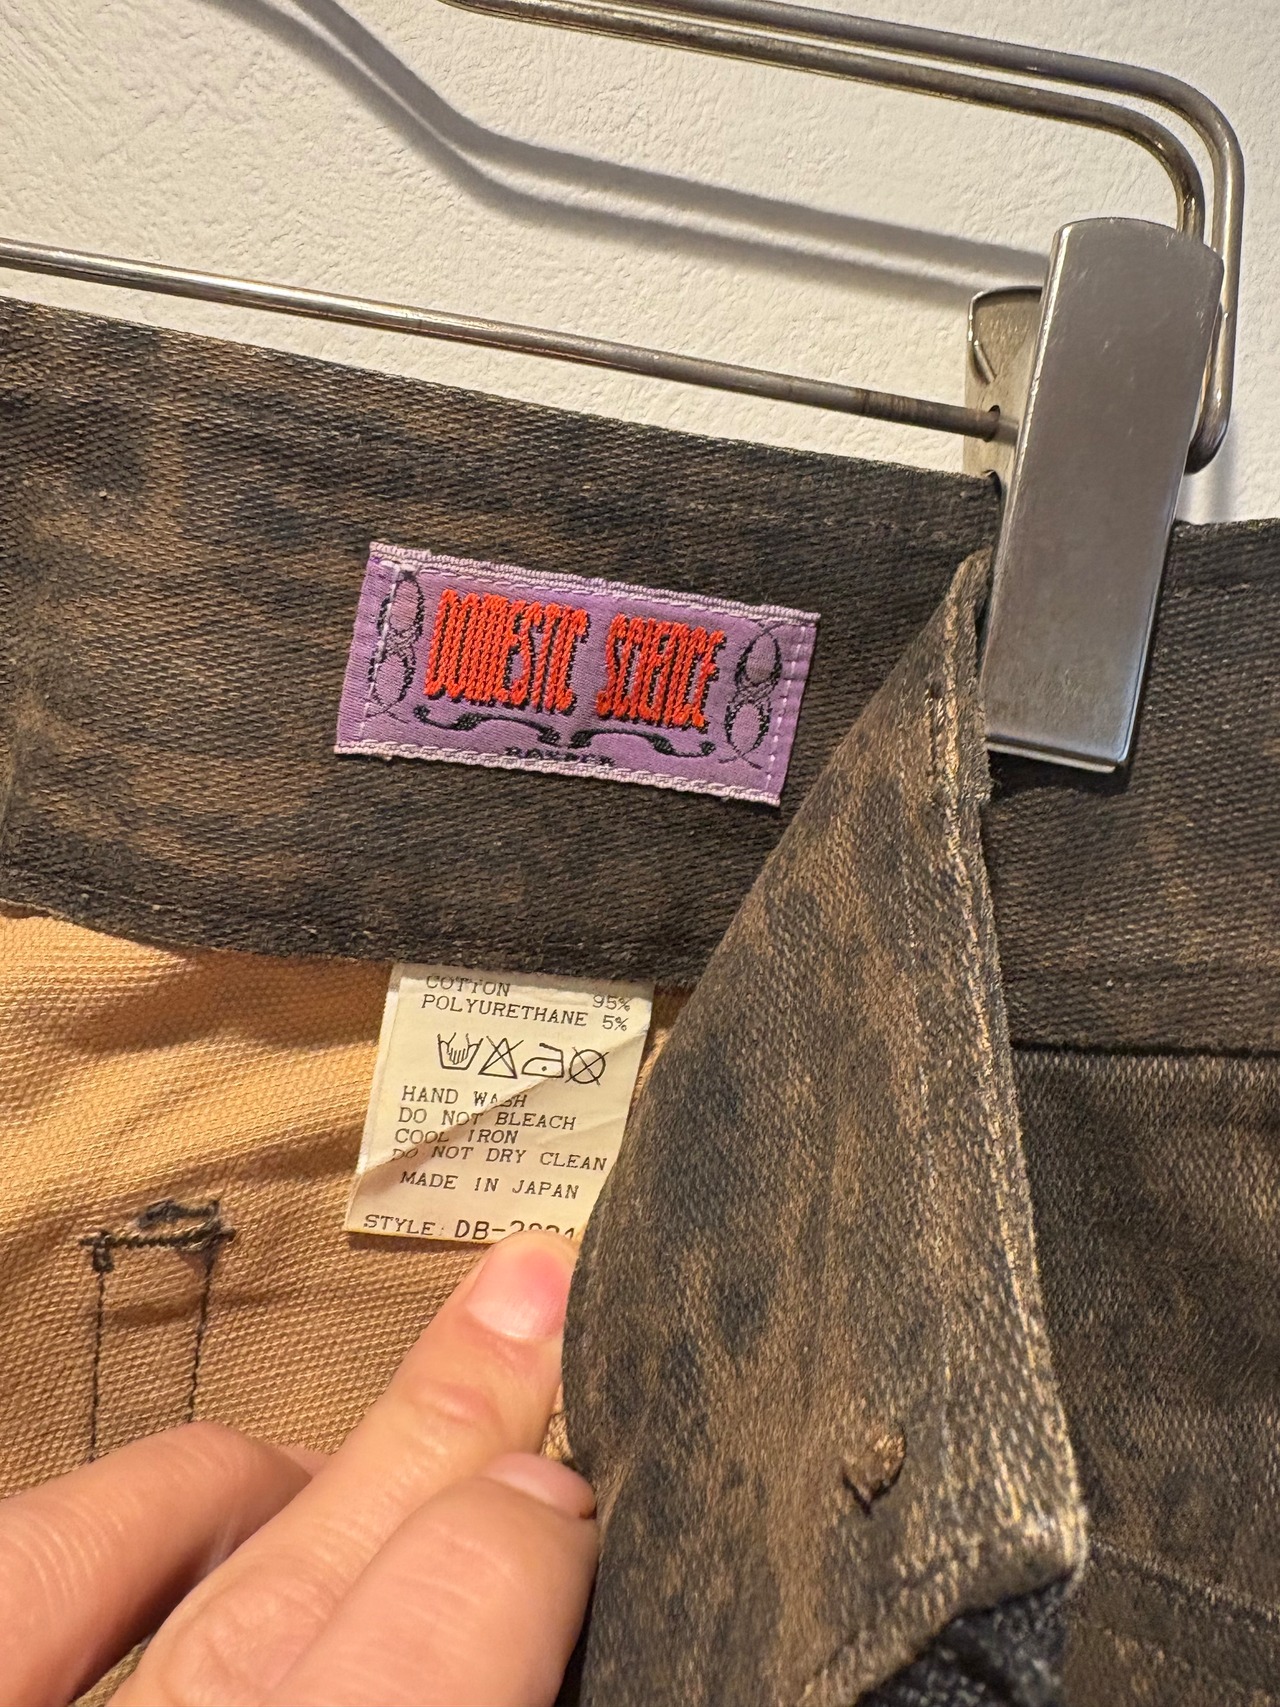 DOMESTIC SCIENCE
COTTON 95%
POLYURETHANE 5%
HAND WASH
DO NOT BLEACH
COOL IRON
DO NOT DRY CLEAN
MADE IN JAPAN
STYLE: